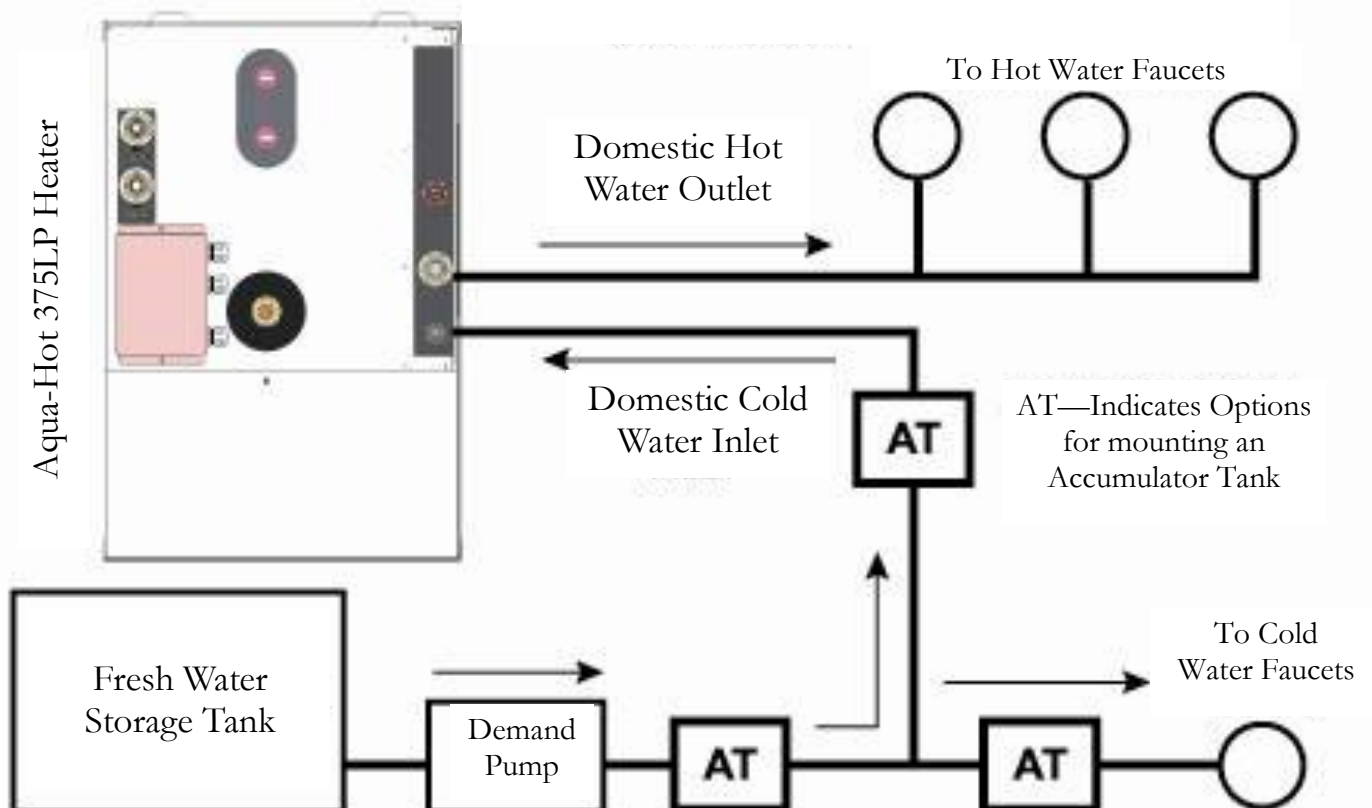 Aqua-Hot 375LP Heater
To Hot Water Faucets
Domestic Hot
Water Outlet
Domestic Cold
Water Inlet
AT
AT—Indicates Options
for mounting an
Accumulator Tank
To Cold
Water Faucets
Fresh Water
Storage Tank
Demand
Pump
AT
AT